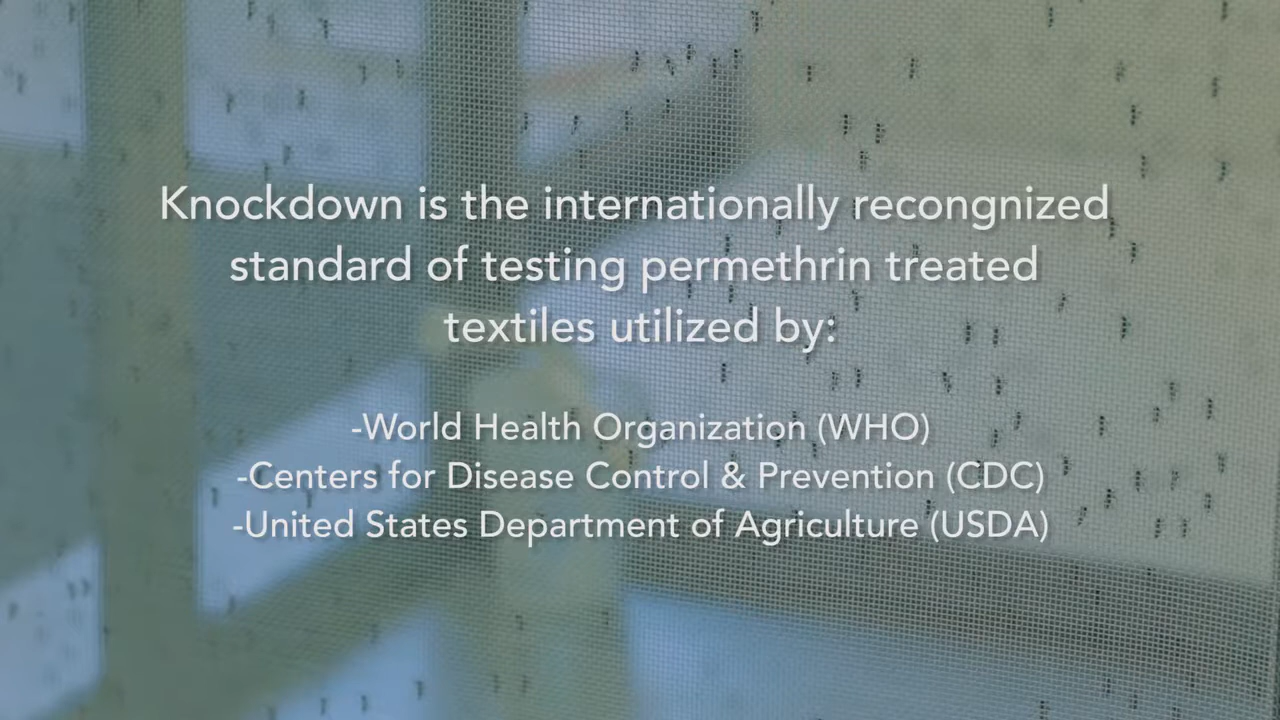 Knockdown is the internationally recongnized
standard of testing permethrin treated
textiles utilized by:
-World Health Organization (WHO)
-Centers for Disease Control & Prevention (CDC)
-United States Department of Agriculture (USDA)